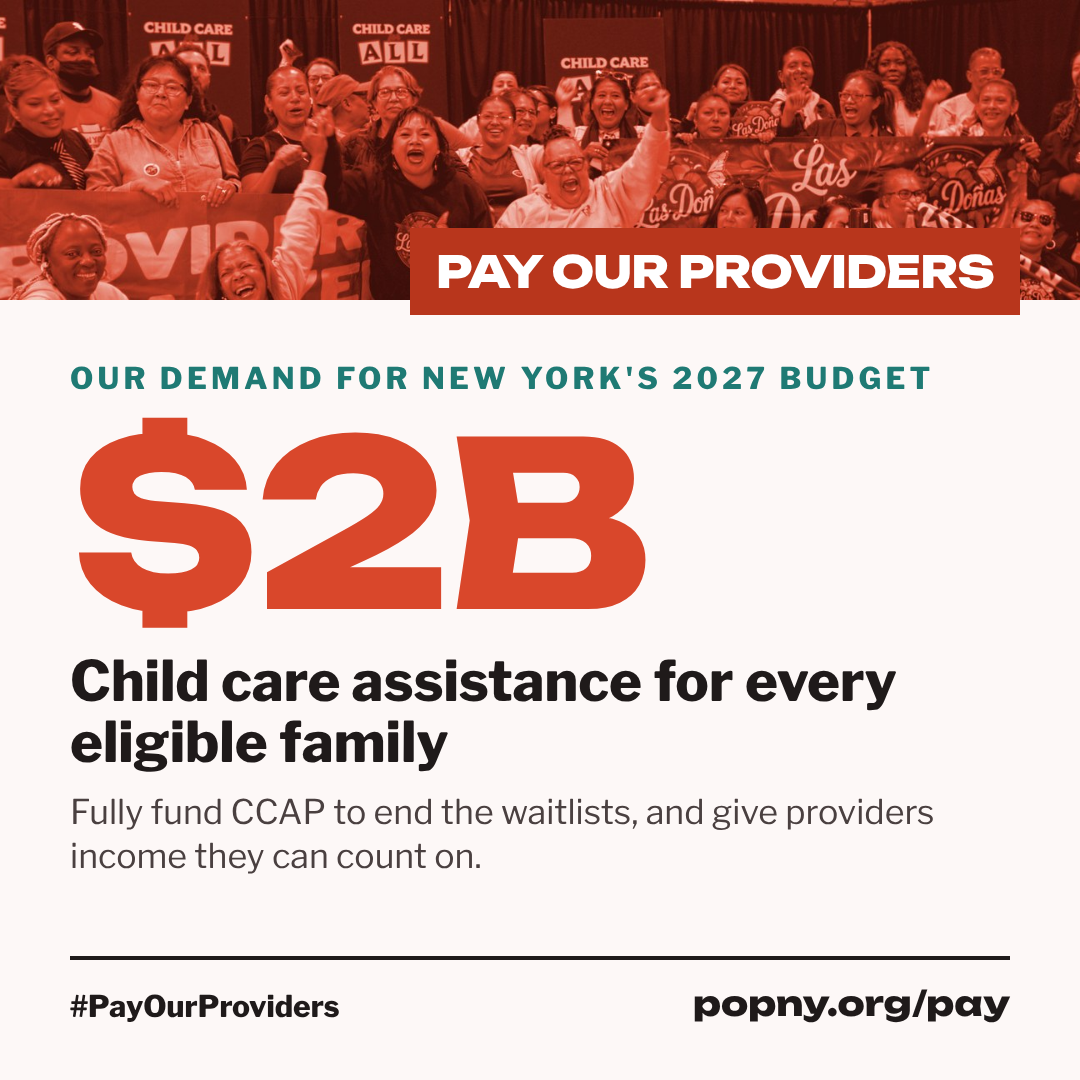 CHILD CARE
ALL
CHILD CARE
ALL
CHILD CARE
Las Doñas
Las
Doñas
PAY OUR PROVIDERS
OUR DEMAND FOR NEW YORK'S 2027 BUDGET
$2B
Child care assistance for every
eligible family
Fully fund CCAP to end the waitlists, and give providers
income they can count on.
#PayOurProviders
popny.org/pay